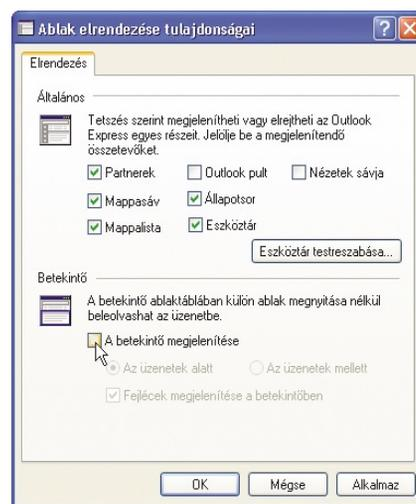 Ablak elrendezése tulajdonságai
Elrendezés
Általános
Tetszés szerint megjelenítheti vagy elrejtheti az Outlook
Express egyes részeit. Jelölje be a megjelenítendő
összetevőket.
Partnerek
Outlook pult
Nézetek sávja
Mappasáv
Állapotsor
Mappalista
Eszköztár
Eszköztár testreszabása...
Betekintő
A betekintő ablaktáblában külön ablak megnyitása nélkül
beleolvashat az üzenetbe.
A betekintő megjelenítése
Az üzenetek alatt
Az üzenetek mellett
Fejlécek megjelenítése a betekintőben
OK
Mégse
Alkalmaz